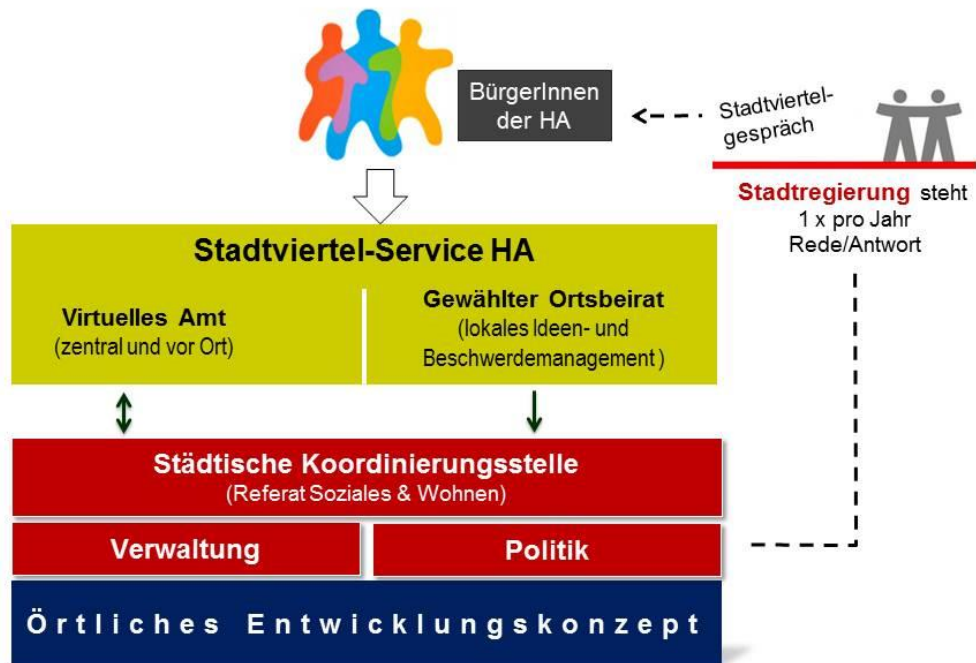 BürgerInnen
der HA
Stadtviertel-
gespräch
Stadtregierung steht
1 x pro Jahr
Rede/Antwort
Stadtviertel-Service HA
Virtuelles Amt
(zentral und vor Ort)
Gewählter Ortsbeirat
(lokales Ideen- und
Beschwerdemanagement )
Städtische Koordinierungsstelle
(Referat Soziales & Wohnen)
Verwaltung
Politik
Örtliches Entwicklungskonzept